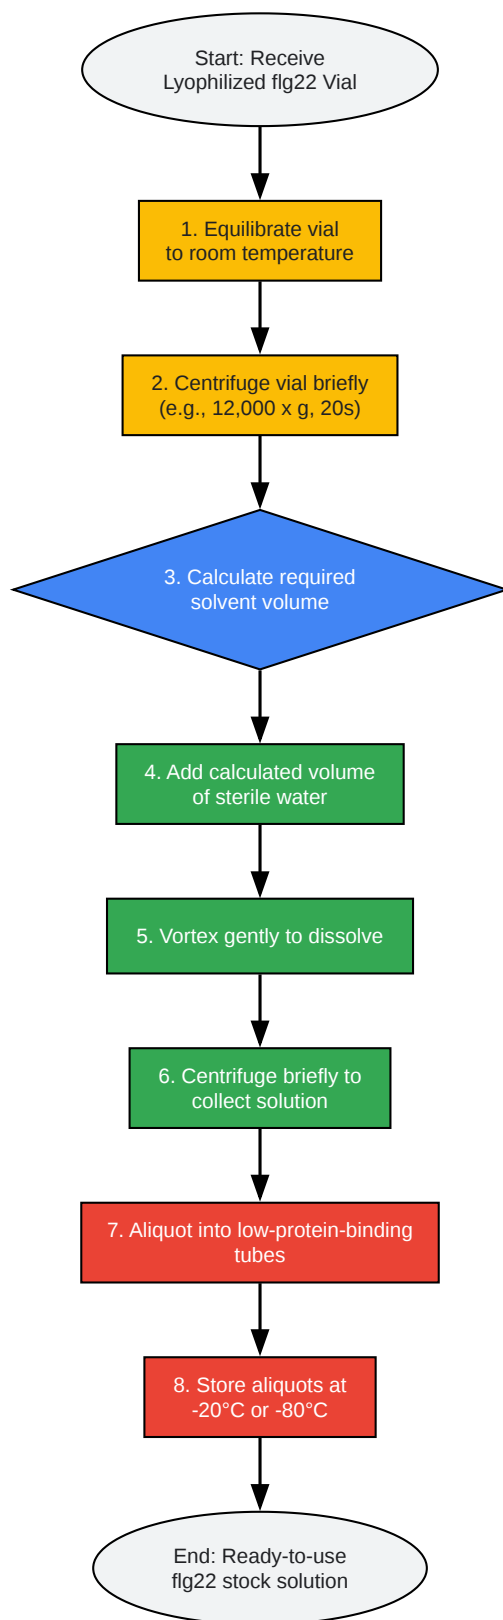 Start: Receive
Lyophilized flg22 Vial
1. Equilibrate vial
to room temperature
2. Centrifuge vial briefly
(e.g., 12,000 x g, 20s)
3. Calculate required
solvent volume
4. Add calculated volume
of sterile water
5. Vortex gently to dissolve
6. Centrifuge briefly to
collect solution
7. Aliquot into low-protein-binding
tubes
8. Store aliquots at
-20°C or -80°C
End: Ready-to-use
flg22 stock solution